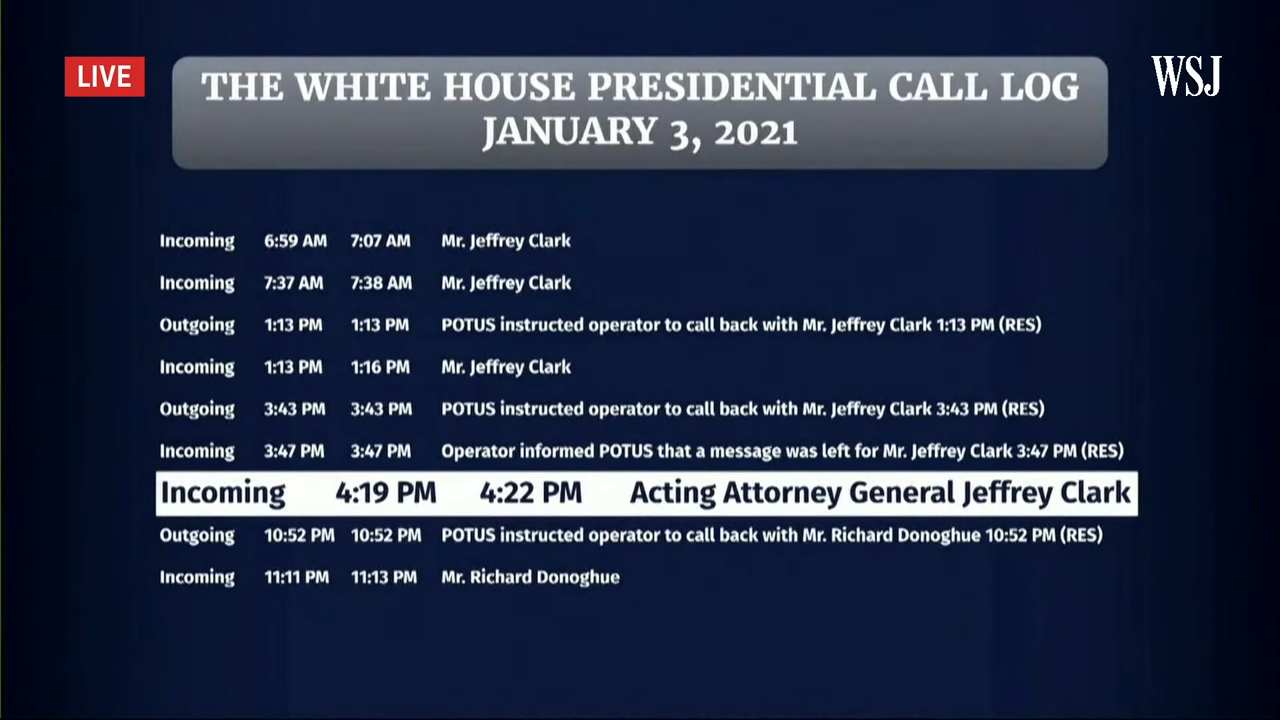 LIVE
THE WHITE HOUSE PRESIDENTIAL CALL LOG
JANUARY 3, 2021
WSJ
Incoming 6:59 AM 7:07 AM Mr. Jeffrey Clark
Incoming 7:37 AM 7:38 AM Mr. Jeffrey Clark
Outgoing 1:13 PM 1:13 PM POTUS instructed operator to call back with Mr. Jeffrey Clark 1:13 PM (RES)
Incoming 1:13 PM 1:16 PM Mr. Jeffrey Clark
Outgoing 3:43 PM 3:43 PM POTUS instructed operator to call back with Mr. Jeffrey Clark 3:43 PM (RES)
Incoming 3:47 PM 3:47 PM Operator informed POTUS that a message was left for Mr. Jeffrey Clark 3:47 PM (RES)
Incoming 4:19 PM 4:22 PM Acting Attorney General Jeffrey Clark
Outgoing 10:52 PM 10:52 PM POTUS instructed operator to call back with Mr. Richard Donoghue 10:52 PM (RES)
Incoming 11:11 PM 11:13 PM Mr. Richard Donoghue